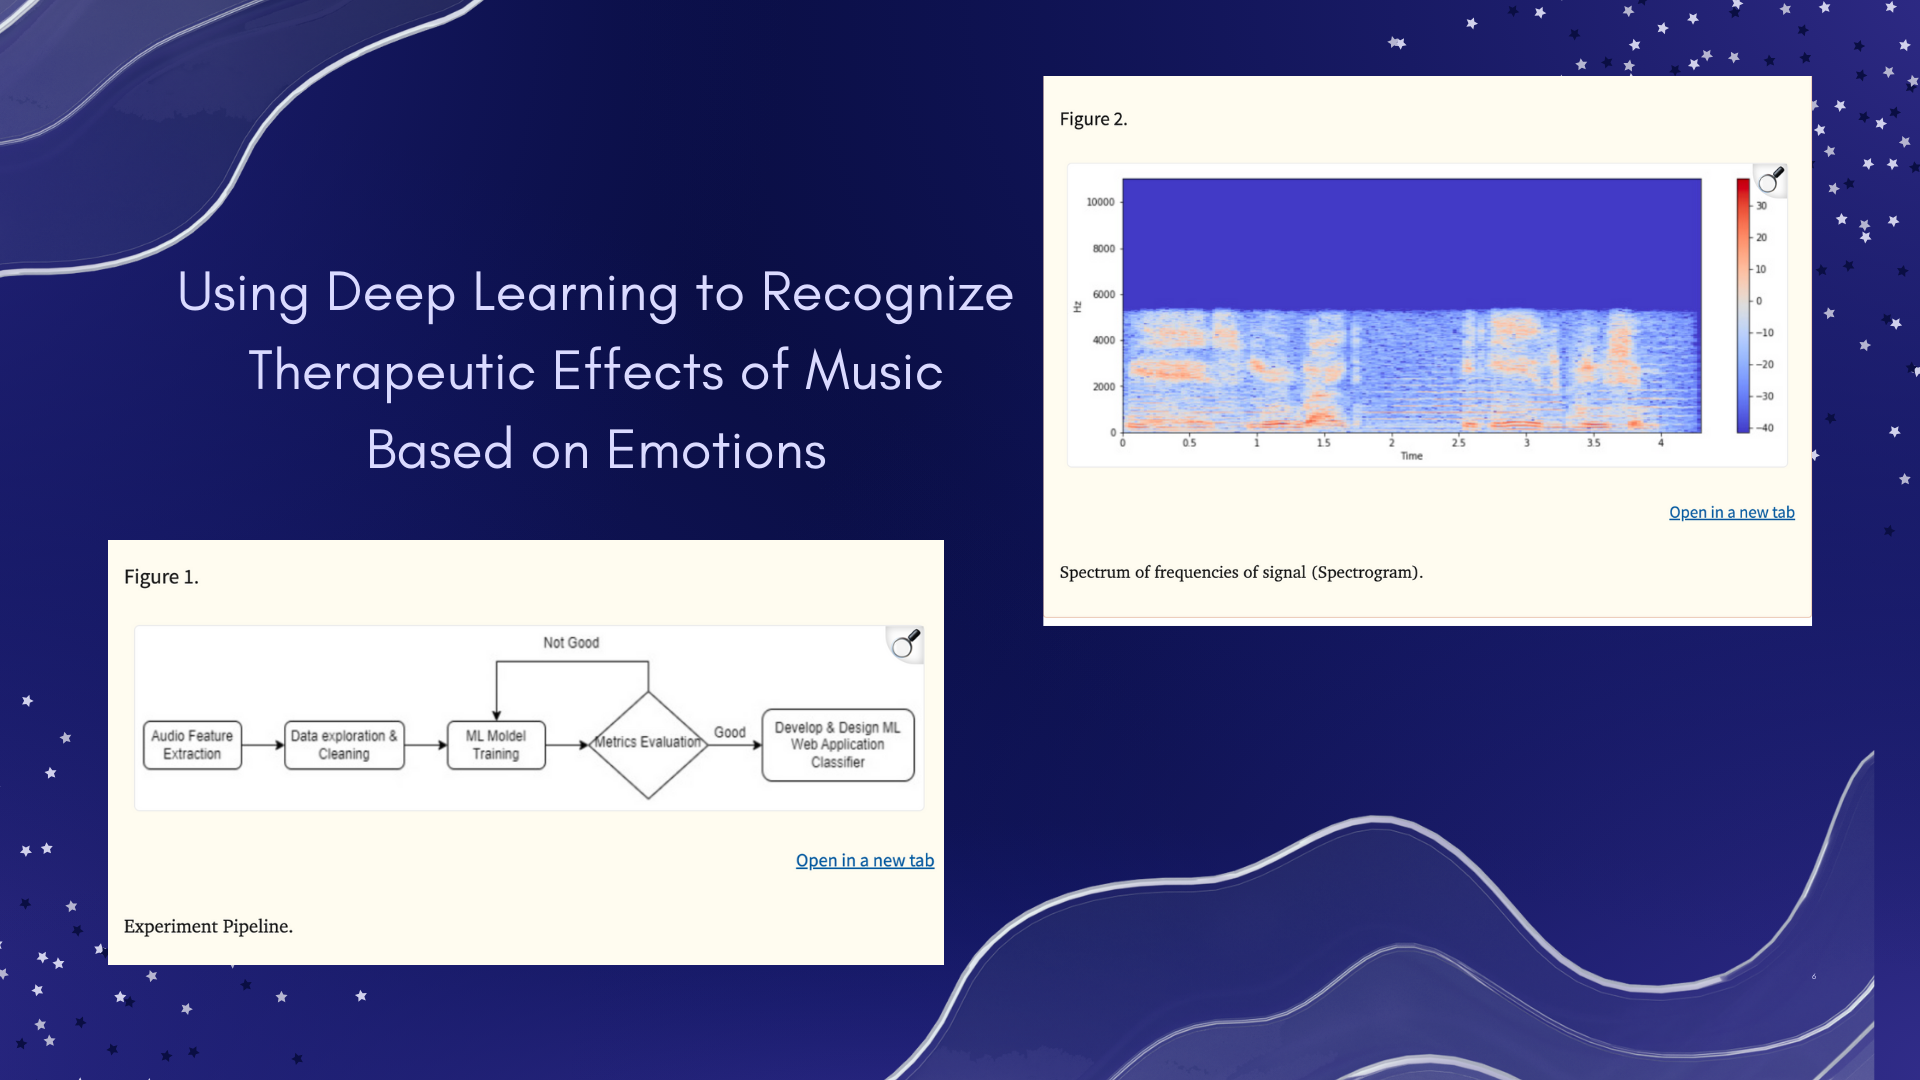 Using Deep Learning to Recognize
Therapeutic Effects of Music
Based on Emotions
Figure 1.
Not Good
Audio Feature
Extraction
Data exploration &
Cleaning
ML Moldel
Training
Metrics Evaluation
Good
Develop & Design ML
Web Application
Classifier
Open in a new tab
Experiment Pipeline.
Figure 2.
10000
8000
6000
4000
2000
0
Hz
0
0.5
1
1.5
2
2.5
3
3.5
4
Time
30
20
10
0
−10
−20
−30
−40
Open in a new tab
Spectrum of frequencies of signal (Spectrogram).
6